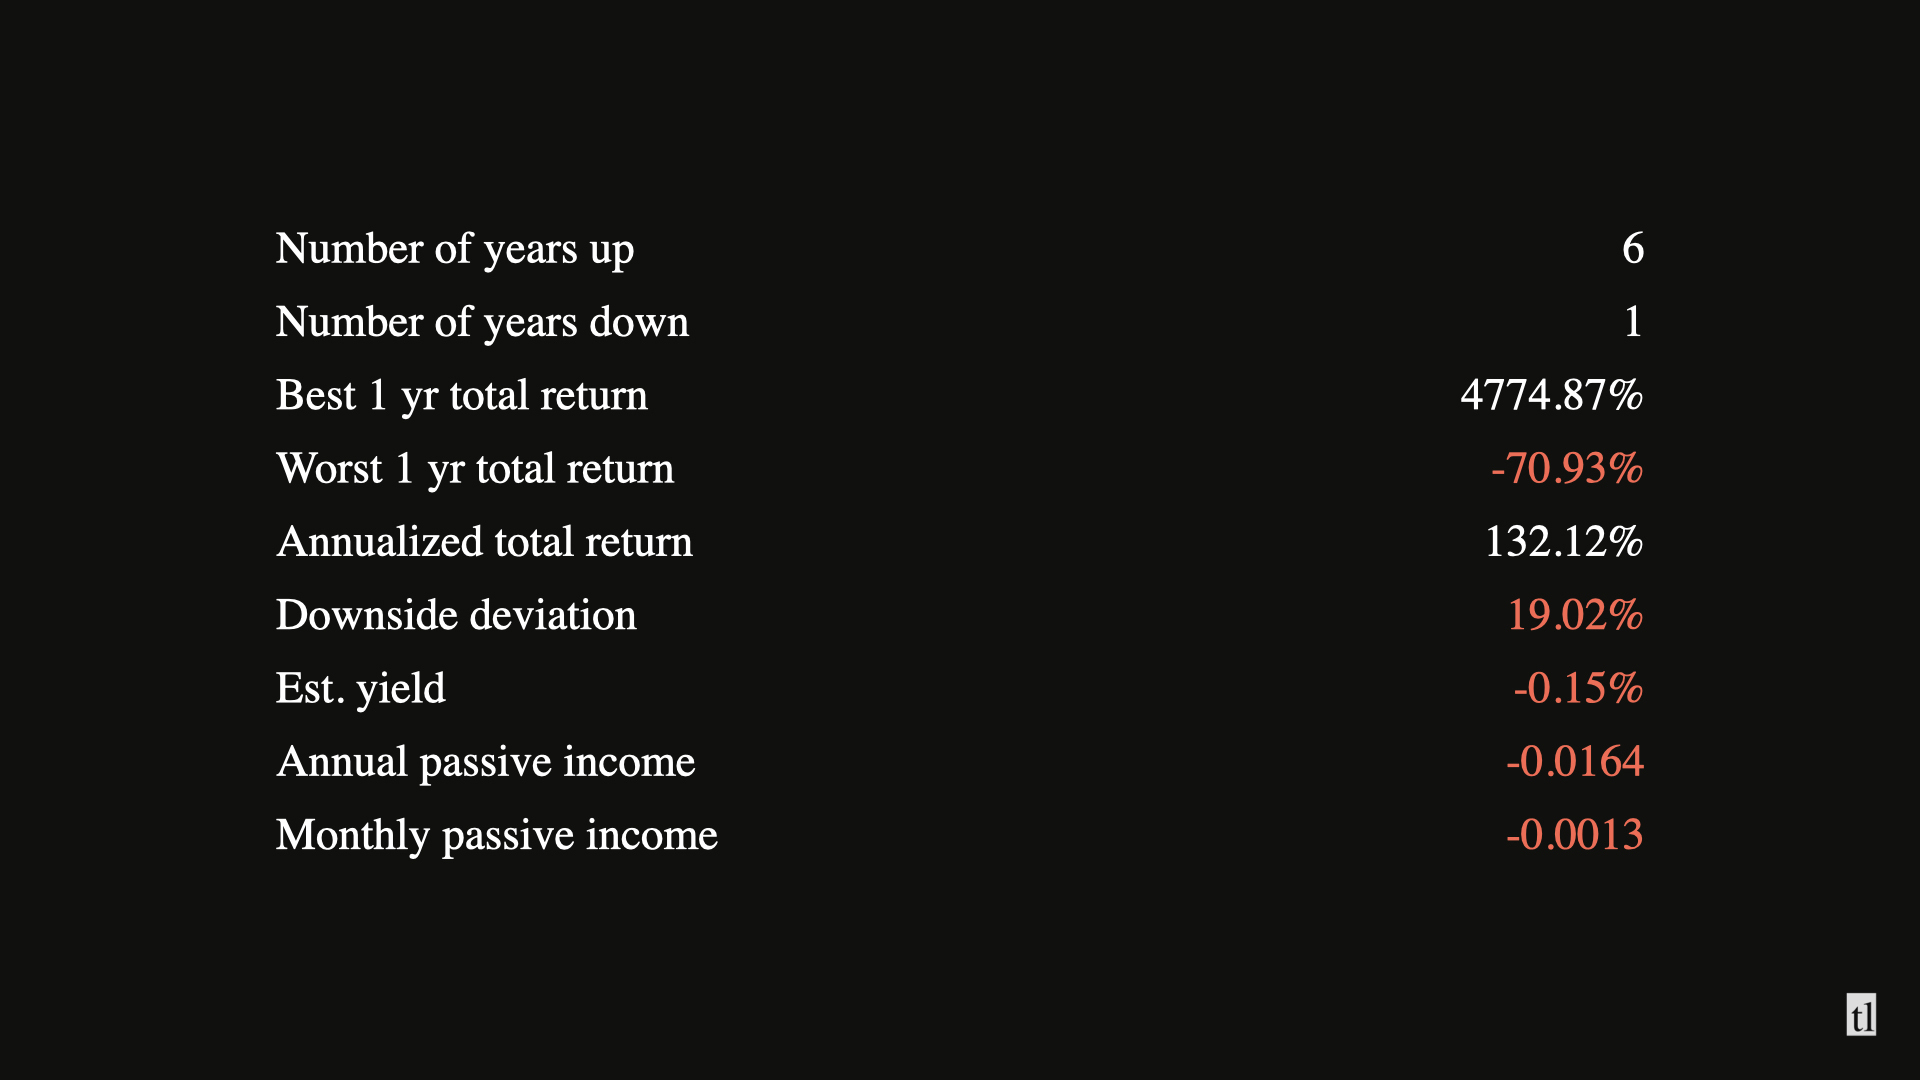 Number of years up 6
Number of years down 1
Best 1 yr total return 4774.87%
Worst 1 yr total return -70.93%
Annualized total return 132.12%
Downside deviation 19.02%
Est. yield -0.15%
Annual passive income -0.0164
Monthly passive income -0.0013
tl